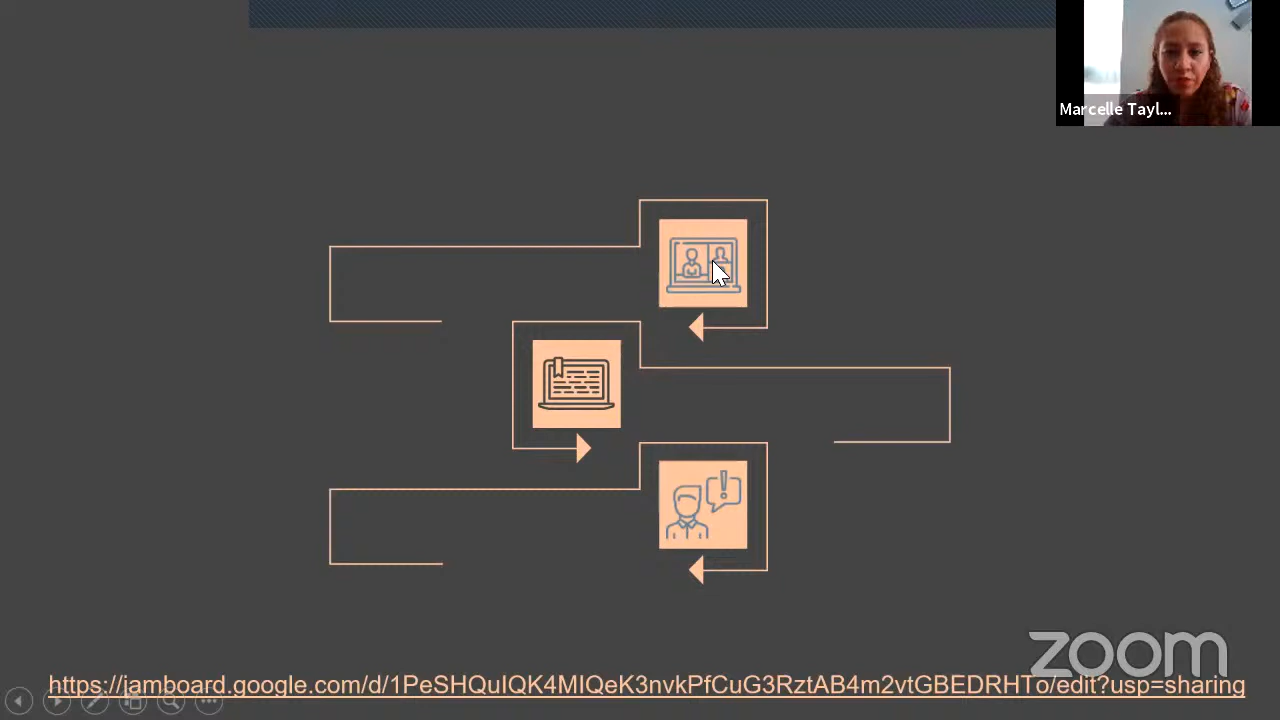 Marcelle Tayl...
zoom
https://jamboard.google.com/d/1PeSHQuIQK4MIQeK3nvkPfCuG3RztAB4m2vtGBEDRHTo/edit?usp=sharing